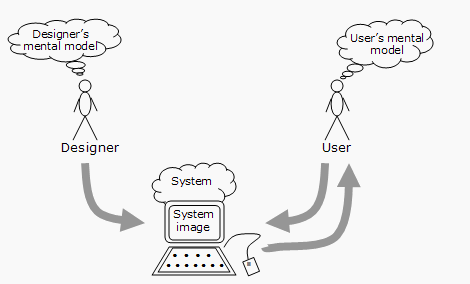 Designer's
mental model
User's mental
model
Designer
User
System
System
image